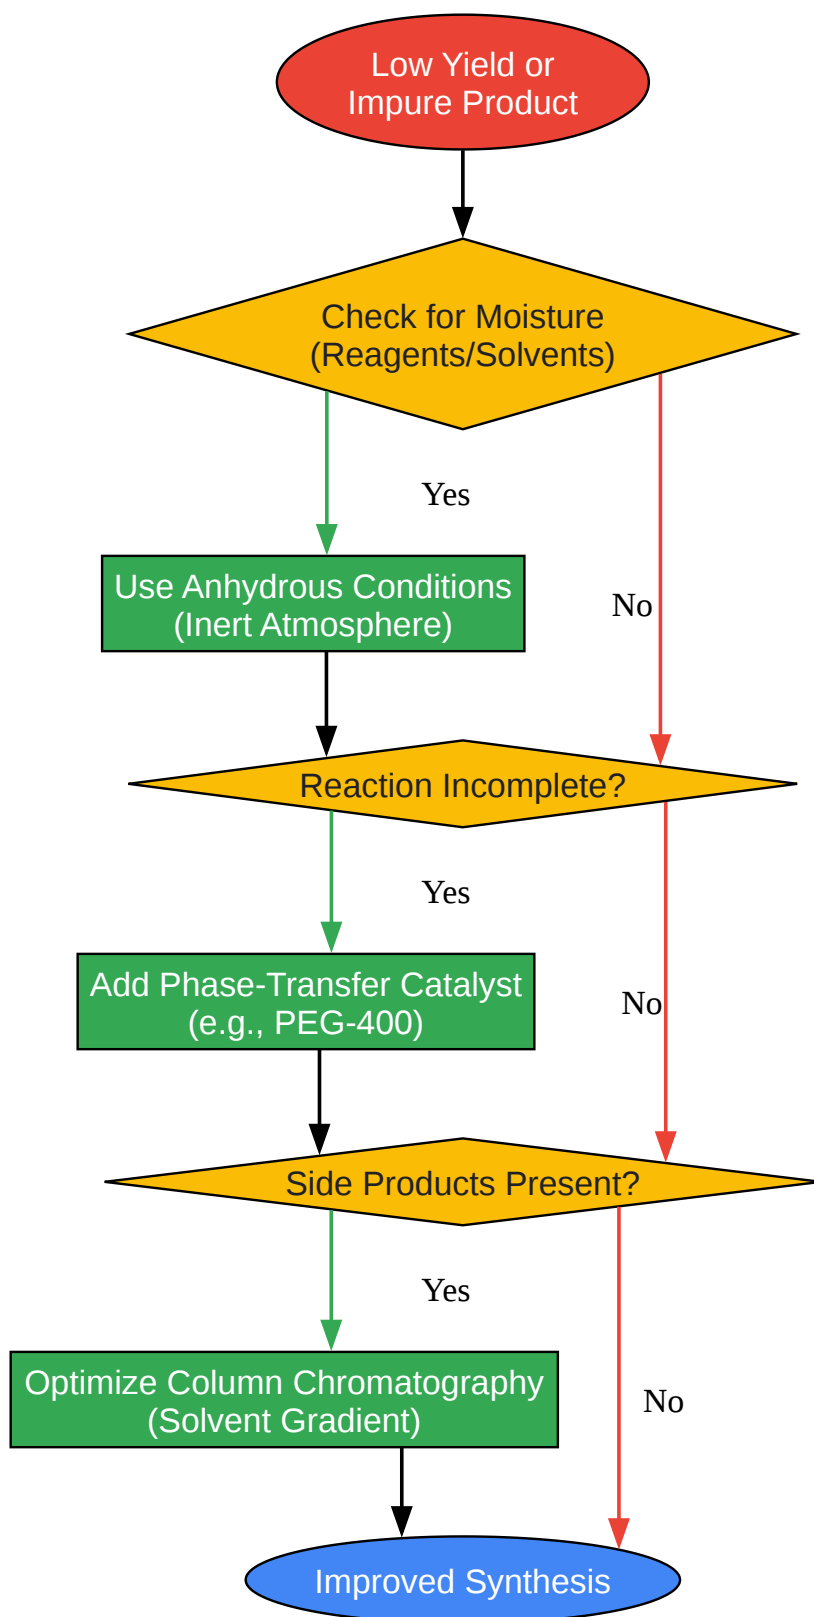 Low Yield or
Impure Product
Check for Moisture
(Reagents/Solvents)
Yes
Use Anhydrous Conditions
(Inert Atmosphere)
No
Reaction Incomplete?
Yes
Add Phase-Transfer Catalyst
(e.g., PEG-400)
No
Side Products Present?
Yes
Optimize Column Chromatography
(Solvent Gradient)
No
Improved Synthesis